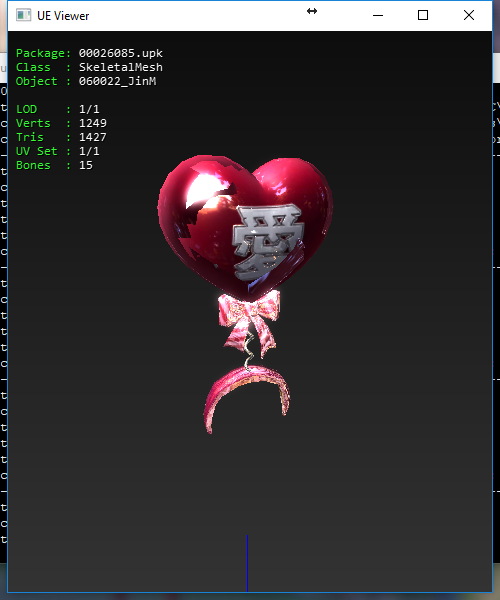 UE Viewer
Package: 00026085.upk
Class : SkeletalMesh
Object : 060022_JinM
LOD : 1/1
Verts : 1249
Tris : 1427
UV Set : 1/1
Bones : 15
愛